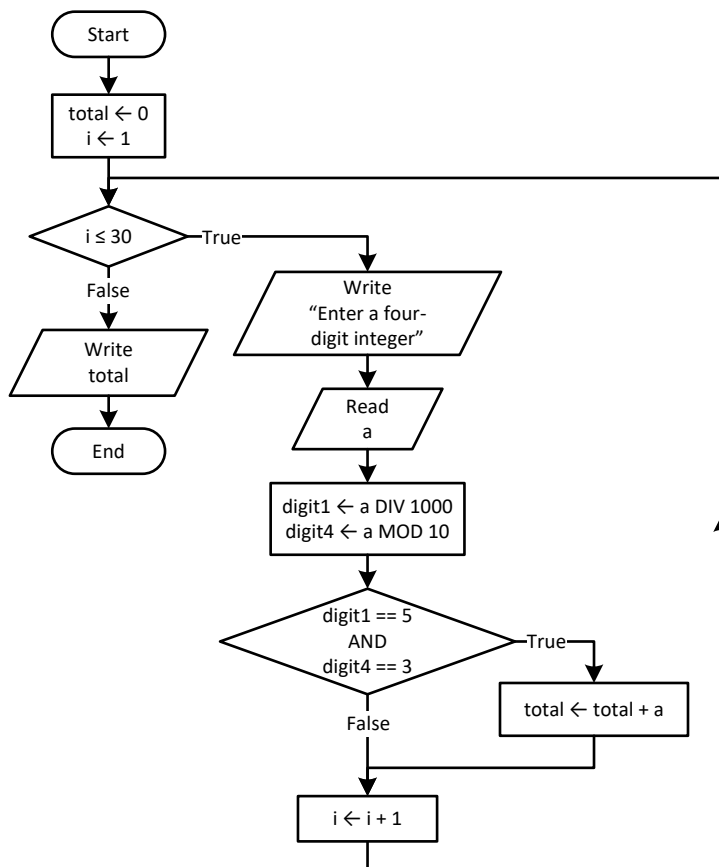 Start
total ← 0
i ← 1
i ≤ 30
True
False
Write
“Enter a four-
digit integer”
Write
total
Read
a
End
digit1 ← a DIV 1000
digit4 ← a MOD 10
digit1 == 5
AND
digit4 == 3
True
total ← total + a
False
i ← i + 1